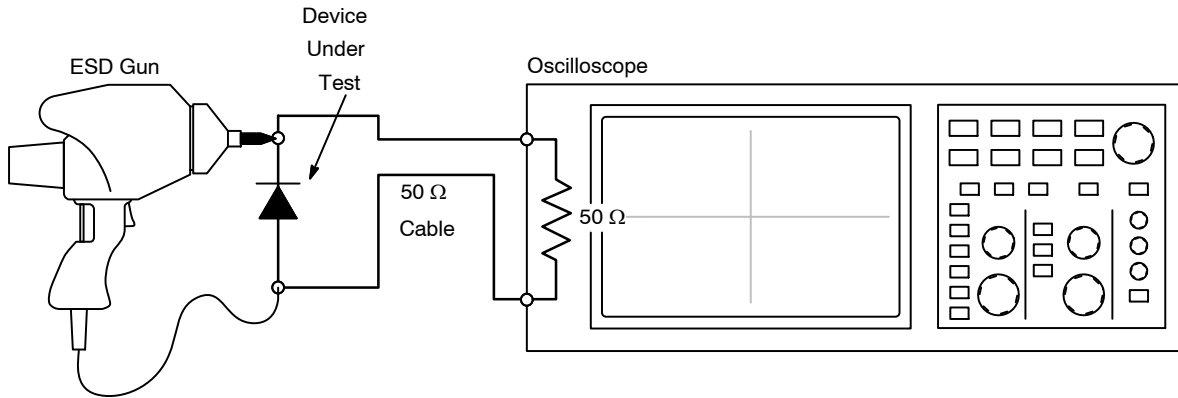 Device
Under
Test
ESD Gun
Oscilloscope
50 Ω
Cable
50 Ω